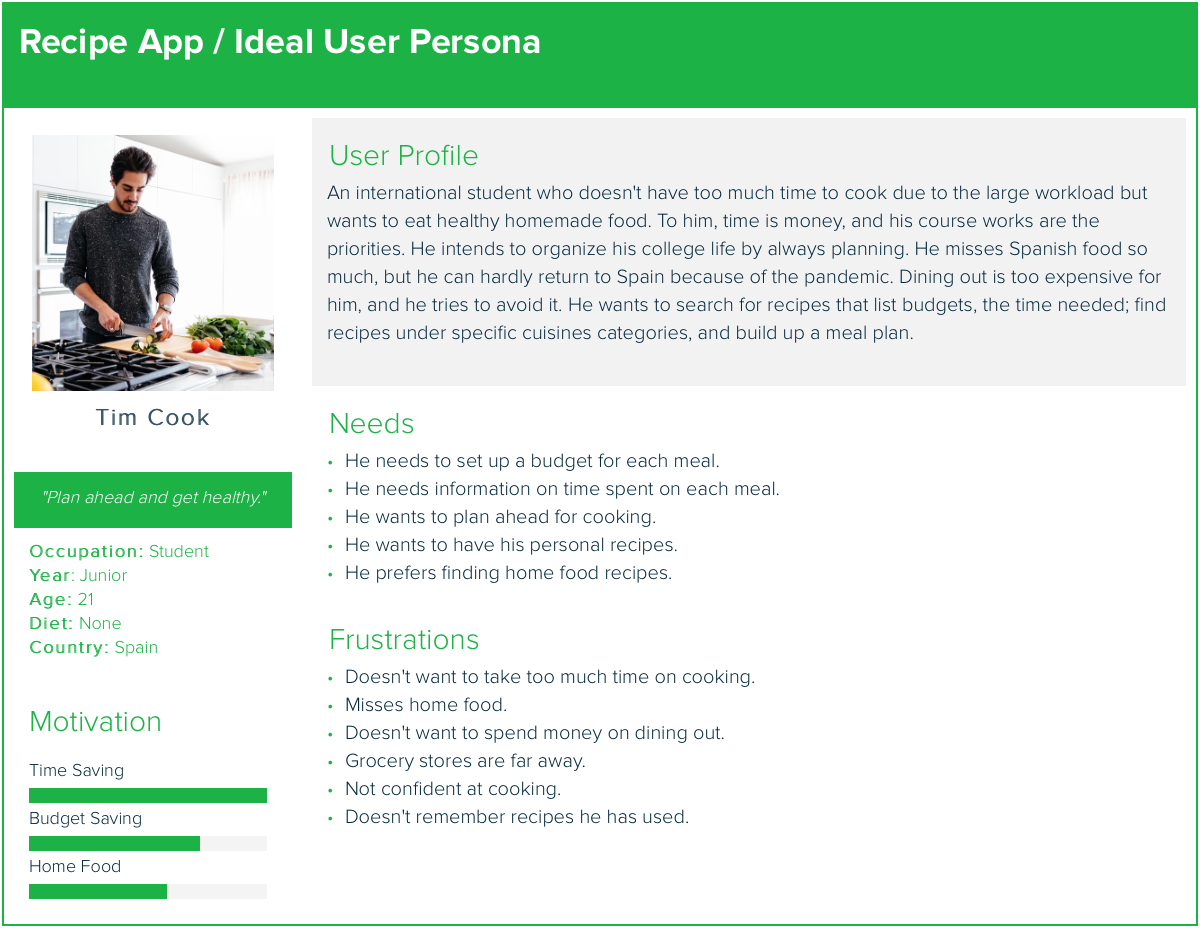 Recipe App / Ideal User Persona
Tim Cook
"Plan ahead and get healthy."
Occupation: Student
Year: Junior
Age: 21
Diet: None
Country: Spain
Motivation
Time Saving
Budget Saving
Home Food
User Profile
An international student who doesn't have too much time to cook due to the large workload but
wants to eat healthy homemade food. To him, time is money, and his course works are the
priorities. He intends to organize his college life by always planning. He misses Spanish food so
much, but he can hardly return to Spain because of the pandemic. Dining out is too expensive for
him, and he tries to avoid it. He wants to search for recipes that list budgets, the time needed; find
recipes under specific cuisines categories, and build up a meal plan.
Needs
• He needs to set up a budget for each meal.
• He needs information on time spent on each meal.
• He wants to plan ahead for cooking.
• He wants to have his personal recipes.
• He prefers finding home food recipes.
Frustrations
• Doesn't want to take too much time on cooking.
• Misses home food.
• Doesn't want to spend money on dining out.
• Grocery stores are far away.
• Not confident at cooking.
• Doesn't remember recipes he has used.